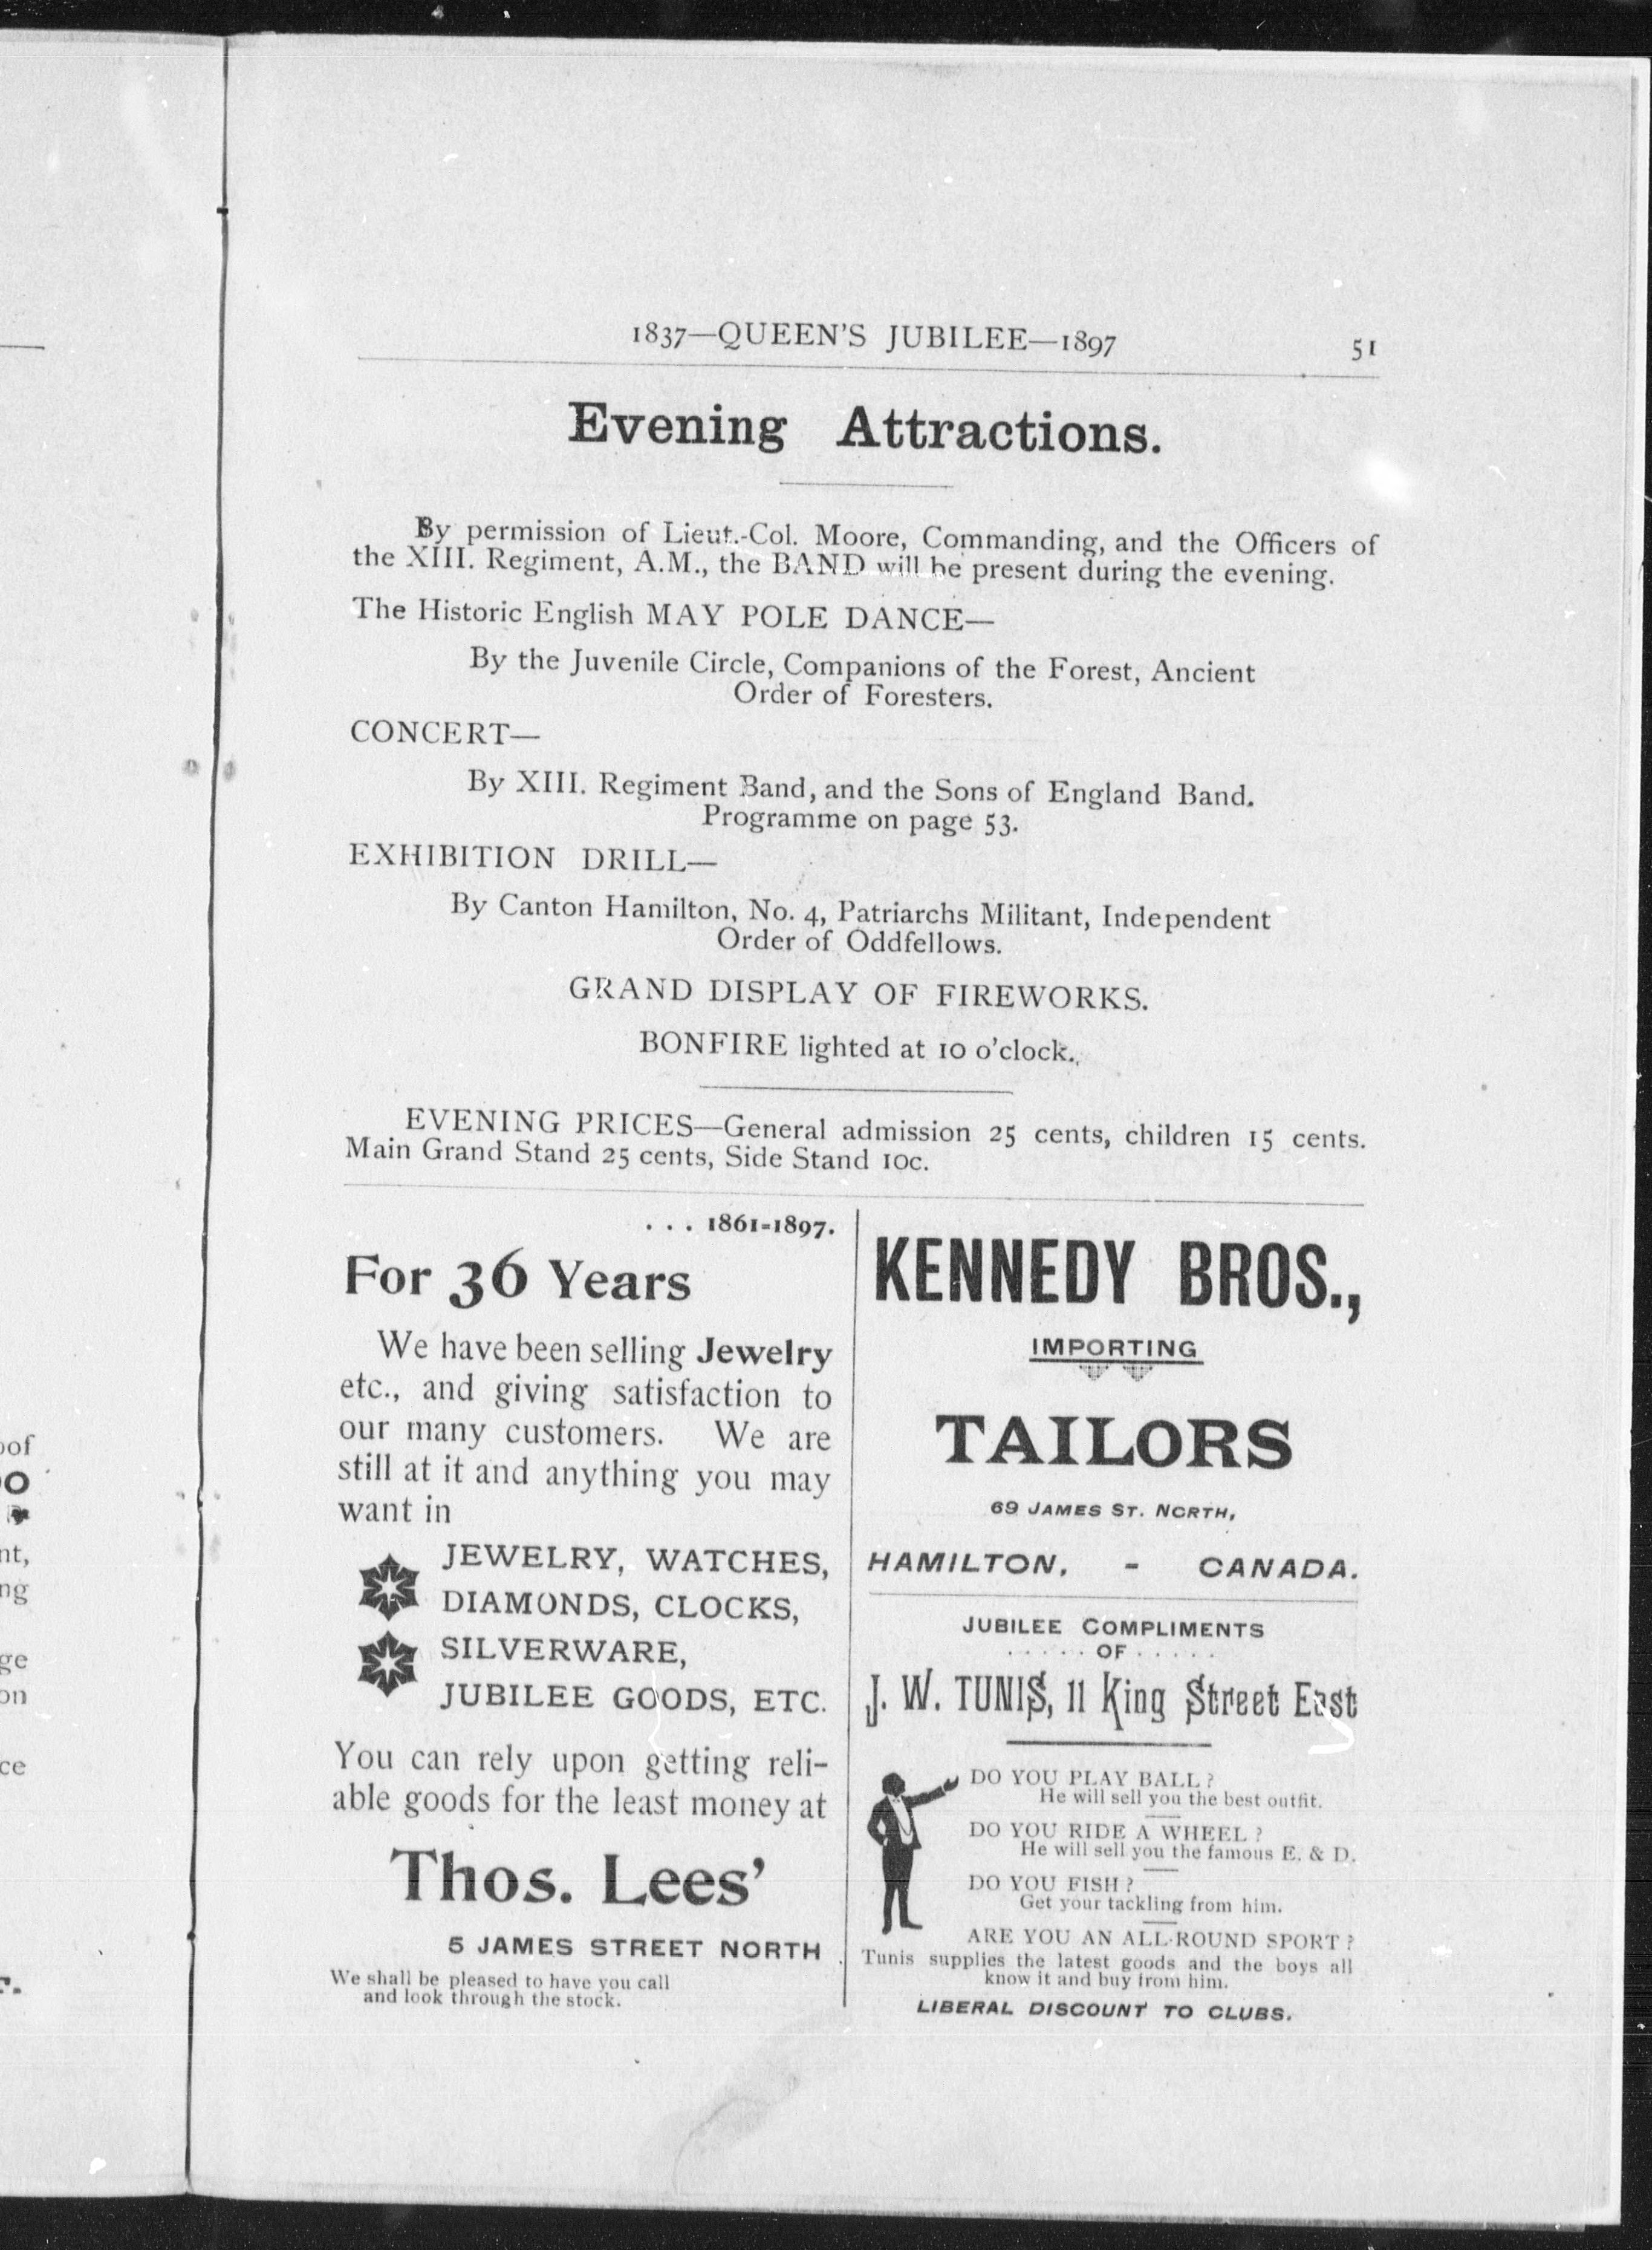 1837—QUEEN'S JUBILEE—1897 51
Evening Attractions.
By permission of Lieut.-Col. Moore, Commanding, and the Officers of
the XIII. Regiment, A.M., the BAND will be present during the evening.
The Historic English MAY POLE DANCE—
By the Juvenile Circle, Companions of the Forest, Ancient
Order of Foresters.
CONCERT—
By XIII. Regiment Band, and the Sons of England Band.
Programme on page 53.
EXHIBITION DRILL—
By Canton Hamilton, No. 4, Patriarchs Militant, Independent
Order of Oddfellows.
GRAND DISPLAY OF FIREWORKS.
BONFIRE lighted at 10 o'clock.
EVENING PRICES—General admission 25 cents, children 15 cents.
Main Grand Stand 25 cents, Side Stand 10c.
. . . 1861-1897.
For 36 Years
We have been selling Jewelry
etc., and giving satisfaction to
our many customers. We are
still at it and anything you may
want in
JEWELRY, WATCHES,
DIAMONDS, CLOCKS,
SILVERWARE,
JUBILEE GOODS, ETC.
You can rely upon getting reli-
able goods for the least money at
Thos. Lees'
5 JAMES STREET NORTH
We shall be pleased to have you call
and look through the stock.
KENNEDY BROS.,
IMPORTING
TAILORS
69 JAMES ST. NORTH,
HAMILTON, - CANADA.
JUBILEE COMPLIMENTS
. . . . . OF . . . . .
J. W. TUNIS, 11 King Street East
DO YOU PLAY BALL?
He will sell you the best outfit.
DO YOU RIDE A WHEEL?
He will sell you the famous E. & D.
DO YOU FISH?
Get your tackling from him.
ARE YOU AN ALL-ROUND SPORT?
Tunis supplies the latest goods and the boys all
know it and buy from him.
LIBERAL DISCOUNT TO CLUBS.